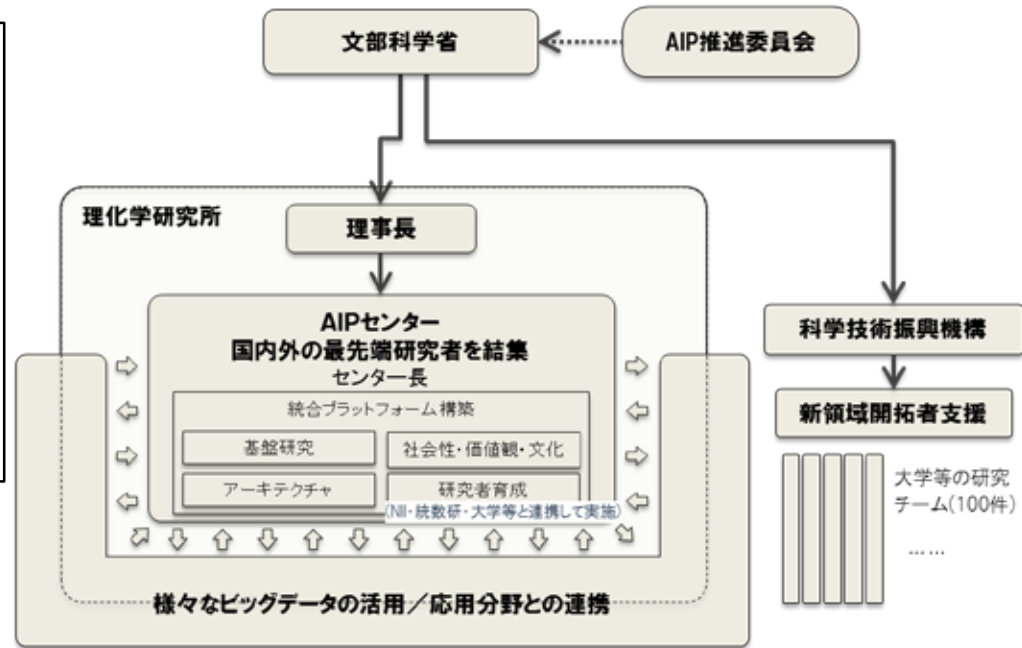 文部科学省
AIP推進委員会
理化学研究所
理事長
AIPセンター
国内外の最先端研究者を結集
センター長
統合プラットフォーム構築
基盤研究
社会性・価値観・文化
アーキテクチャ
研究者育成
(NII・統数研・大学等と連携して実施)
様々なビッグデータの活用／応用分野との連携
科学技術振興機構
新領域開拓者支援
大学等の研究
チーム(100件)
……